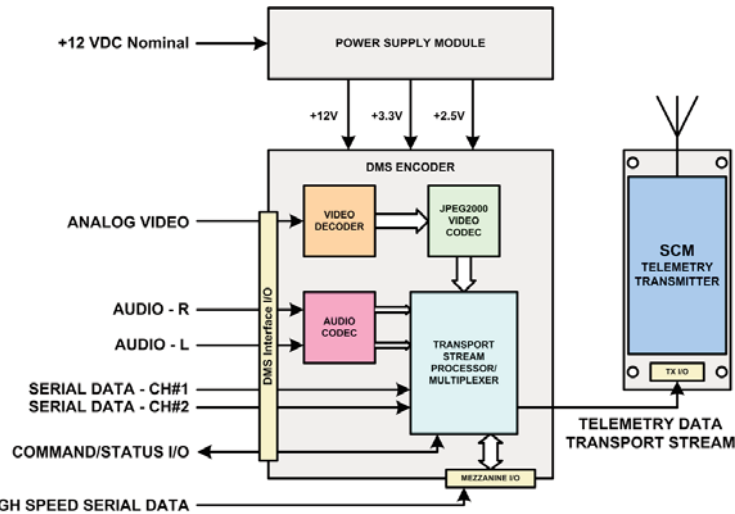 +12 VDC Nominal
POWER SUPPLY MODULE
+12V
+3.3V
+2.5V
DMS ENCODER
ANALOG VIDEO
VIDEO
DECODER
JPEG2000
VIDEO
CODEC
DMS Interface I/O
AUDIO - R
AUDIO - L
AUDIO
CODEC
TRANSPORT
STREAM
PROCESSOR/
MULTIPLEXER
SERIAL DATA - CH#1
SERIAL DATA - CH#2
COMMAND/STATUS I/O
MEZZANINE I/O
GH SPEED SERIAL DATA
SCM
TELEMETRY
TRANSMITTER
TX I/O
TELEMETRY DATA
TRANSPORT STREAM